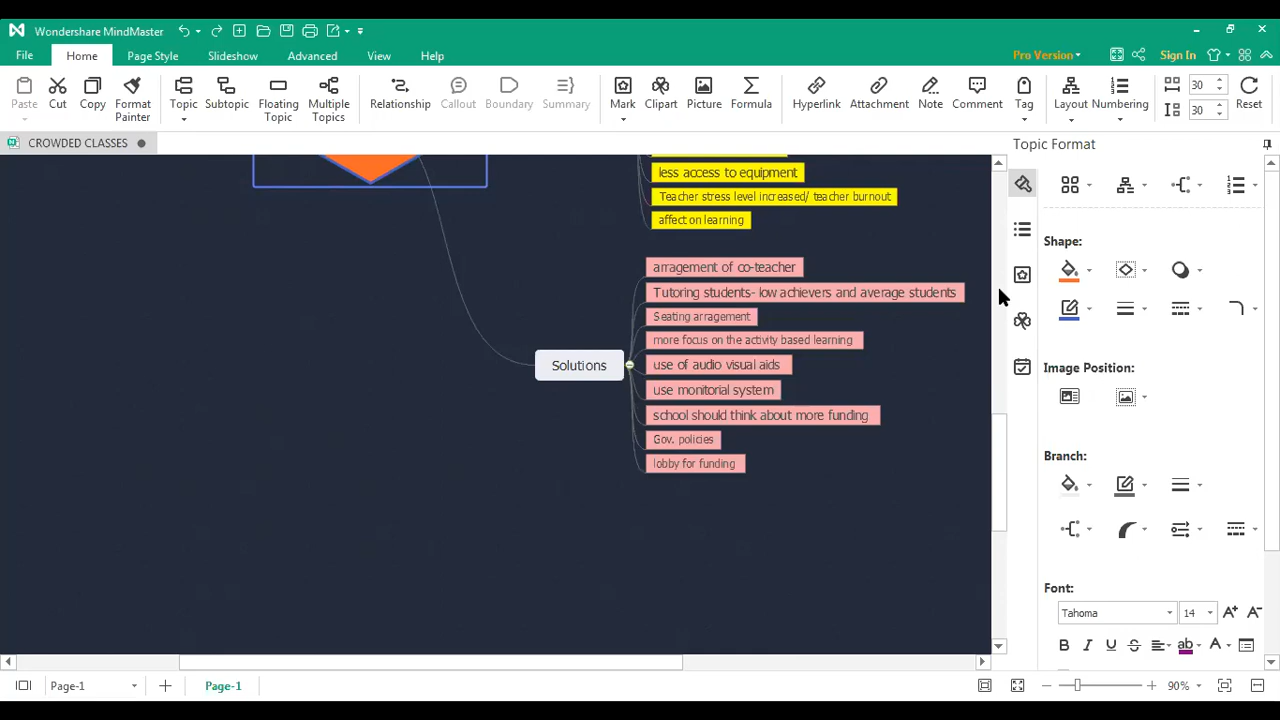 Wondershare MindMaster
File Home Page Style Slideshow Advanced View Help Pro Version Sign In
Paste Cut Copy Format Painter Topic Subtopic Floating Topic Multiple Topics Relationship Callout Boundary Summary Mark Clipart Picture Formula Hyperlink Attachment Note Comment Tag Layout Numbering 30 30 Reset
CROWDED CLASSES
less access to equipment
Teacher stress level increased/ teacher burnout
affect on learning
arragement of co-teacher
Tutoring students- low achievers and average students
Seating arragement
more focus on the activity based learning
Solutions
use of audio visual aids
use monitorial system
school should think about more funding
Gov. policies
lobby for funding
Topic Format
Shape:
Image Position:
Branch:
Font:
Tahoma 14 A+ A-
B I U S ab A
Page-1 Page-1 90%